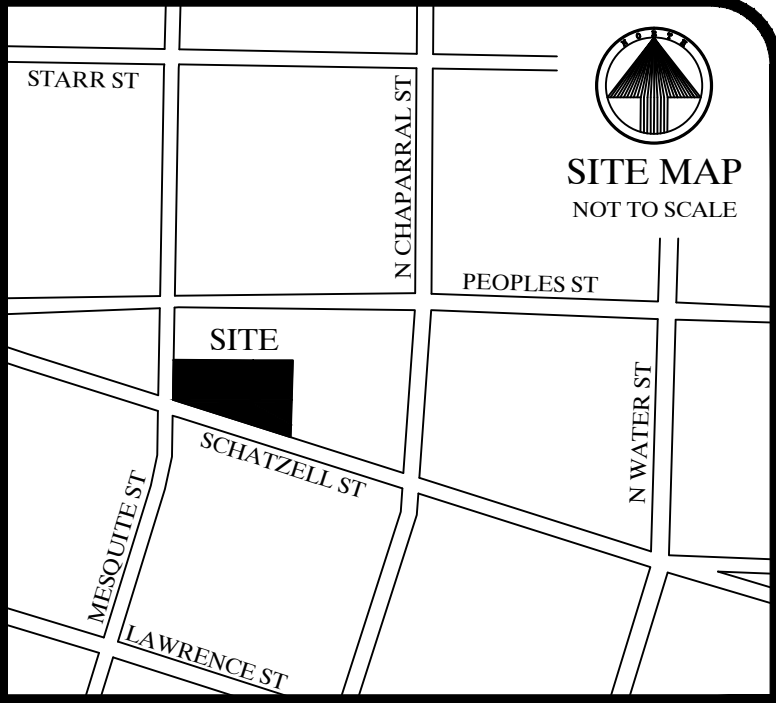 NORTH
STARR ST
N CHAPARRAL ST
SITE MAP
NOT TO SCALE
PEOPLES ST
SITE
N WATER ST
SCHATZELL ST
MESQUITE ST
LAWRENCE ST